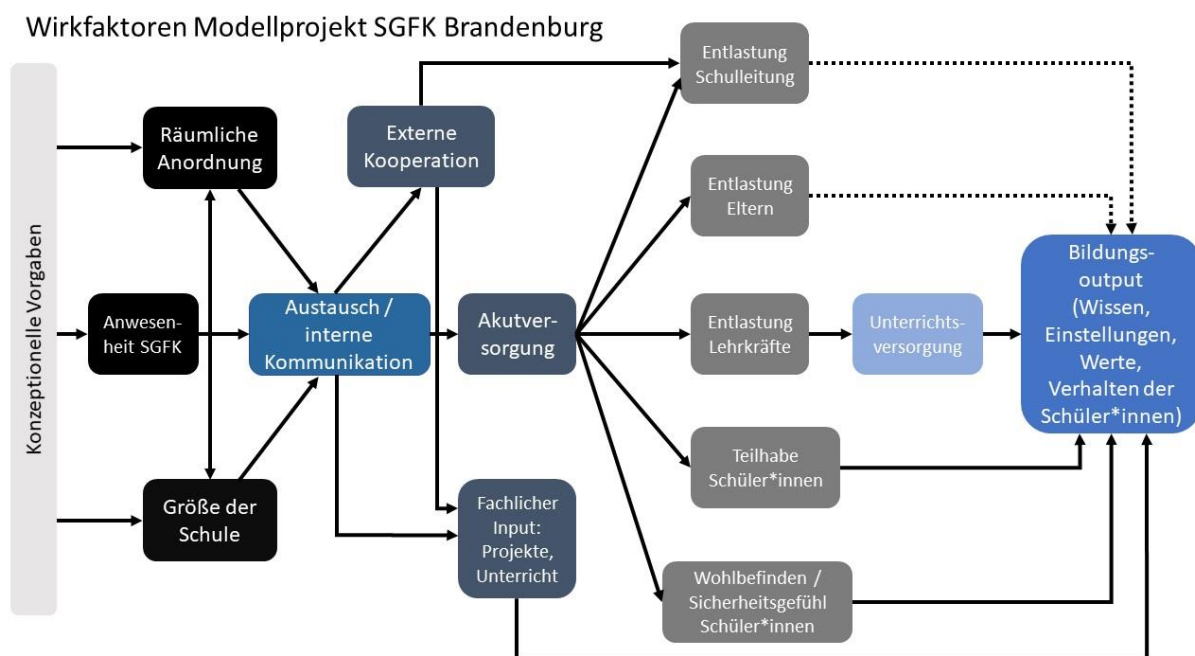 Wirkfaktoren Modellprojekt SGFK Brandenburg
Konzeptionelle Vorgaben
Räumliche
Anordnung
Anwesen-
heit SGFK
Größe der
Schule
Austausch /
interne
Kommunikation
Externe
Kooperation
Akutver-
sorgung
Fachlicher
Input:
Projekte,
Unterricht
Entlastung
Schulleitung
Entlastung
Eltern
Entlastung
Lehrkräfte
Teilhabe
Schüler*innen
Wohlbefinden /
Sicherheitsgefühl
Schüler*innen
Unterrichts-
versorgung
Bildungs-
output
(Wissen,
Einstellungen,
Werte,
Verhalten der
Schüler*innen)